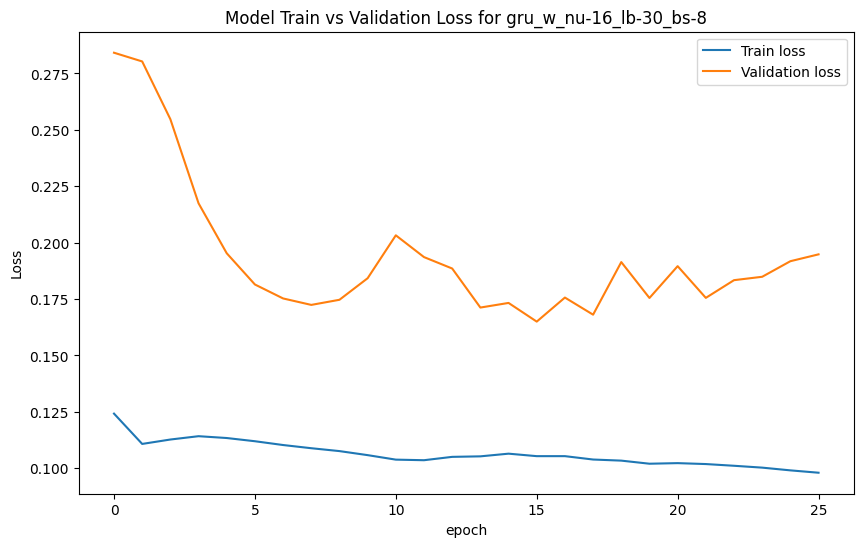 Model Train vs Validation Loss for gru_w_nu-16_lb-30_bs-8
Train loss
Validation loss
0.275
0.250
0.225
0.200
0.175
0.150
0.125
0.100
Loss
0 5 10 15 20 25
epoch